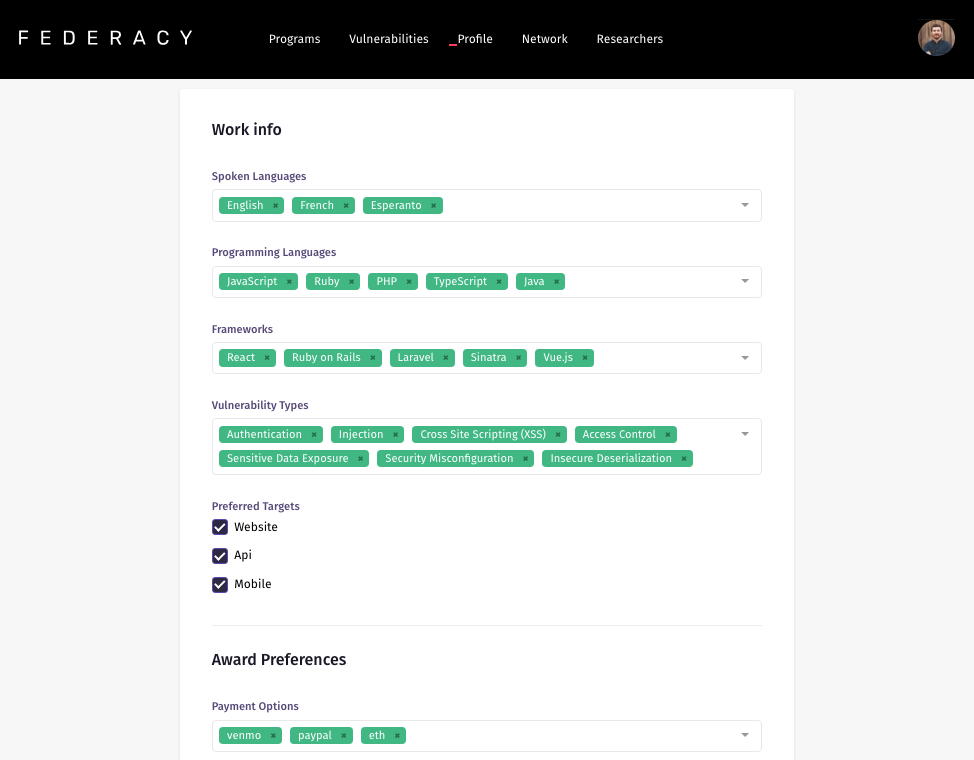 FEDERACY Programs Vulnerabilities _Profile Network Researchers
Work info
Spoken Languages
English × French × Esperanto ×
Programming Languages
JavaScript × Ruby × PHP × TypeScript × Java ×
Frameworks
React × Ruby on Rails × Laravel × Sinatra × Vue.js ×
Vulnerability Types
Authentication × Injection × Cross Site Scripting (XSS) × Access Control ×
Sensitive Data Exposure × Security Misconfiguration × Insecure Deserialization ×
Preferred Targets
Website
Api
Mobile
Award Preferences
Payment Options
venmo × paypal × eth ×